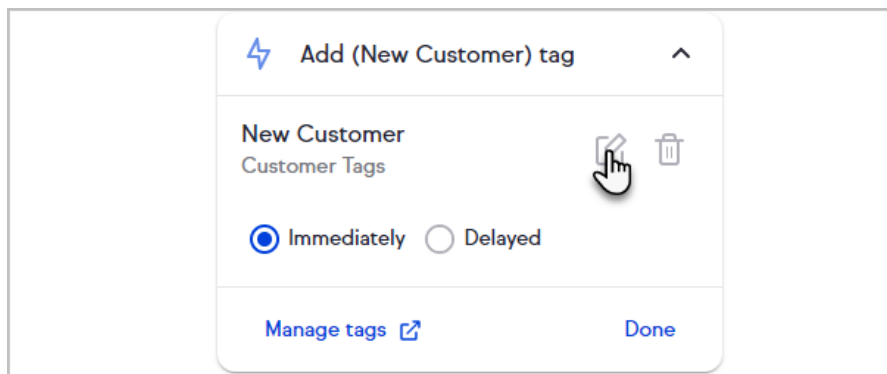 Add (New Customer) tag
New Customer
Customer Tags
Immediately Delayed
Manage tags Done